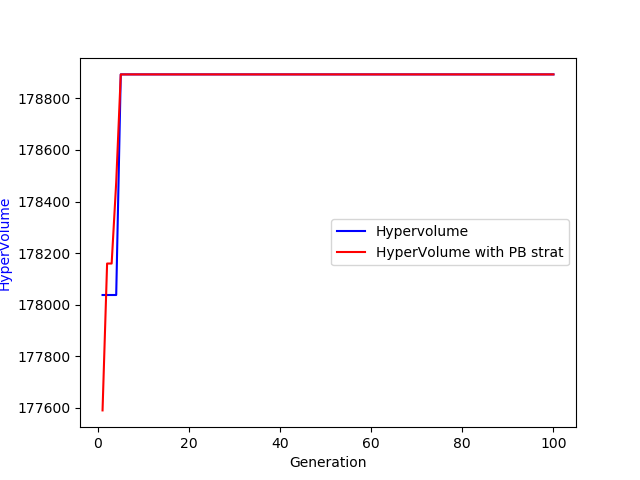 178800
178600
178400
178200
178000
177800
177600
HyperVolume
Hypervolume
HyperVolume with PB strat
0 20 40 60 80 100
Generation